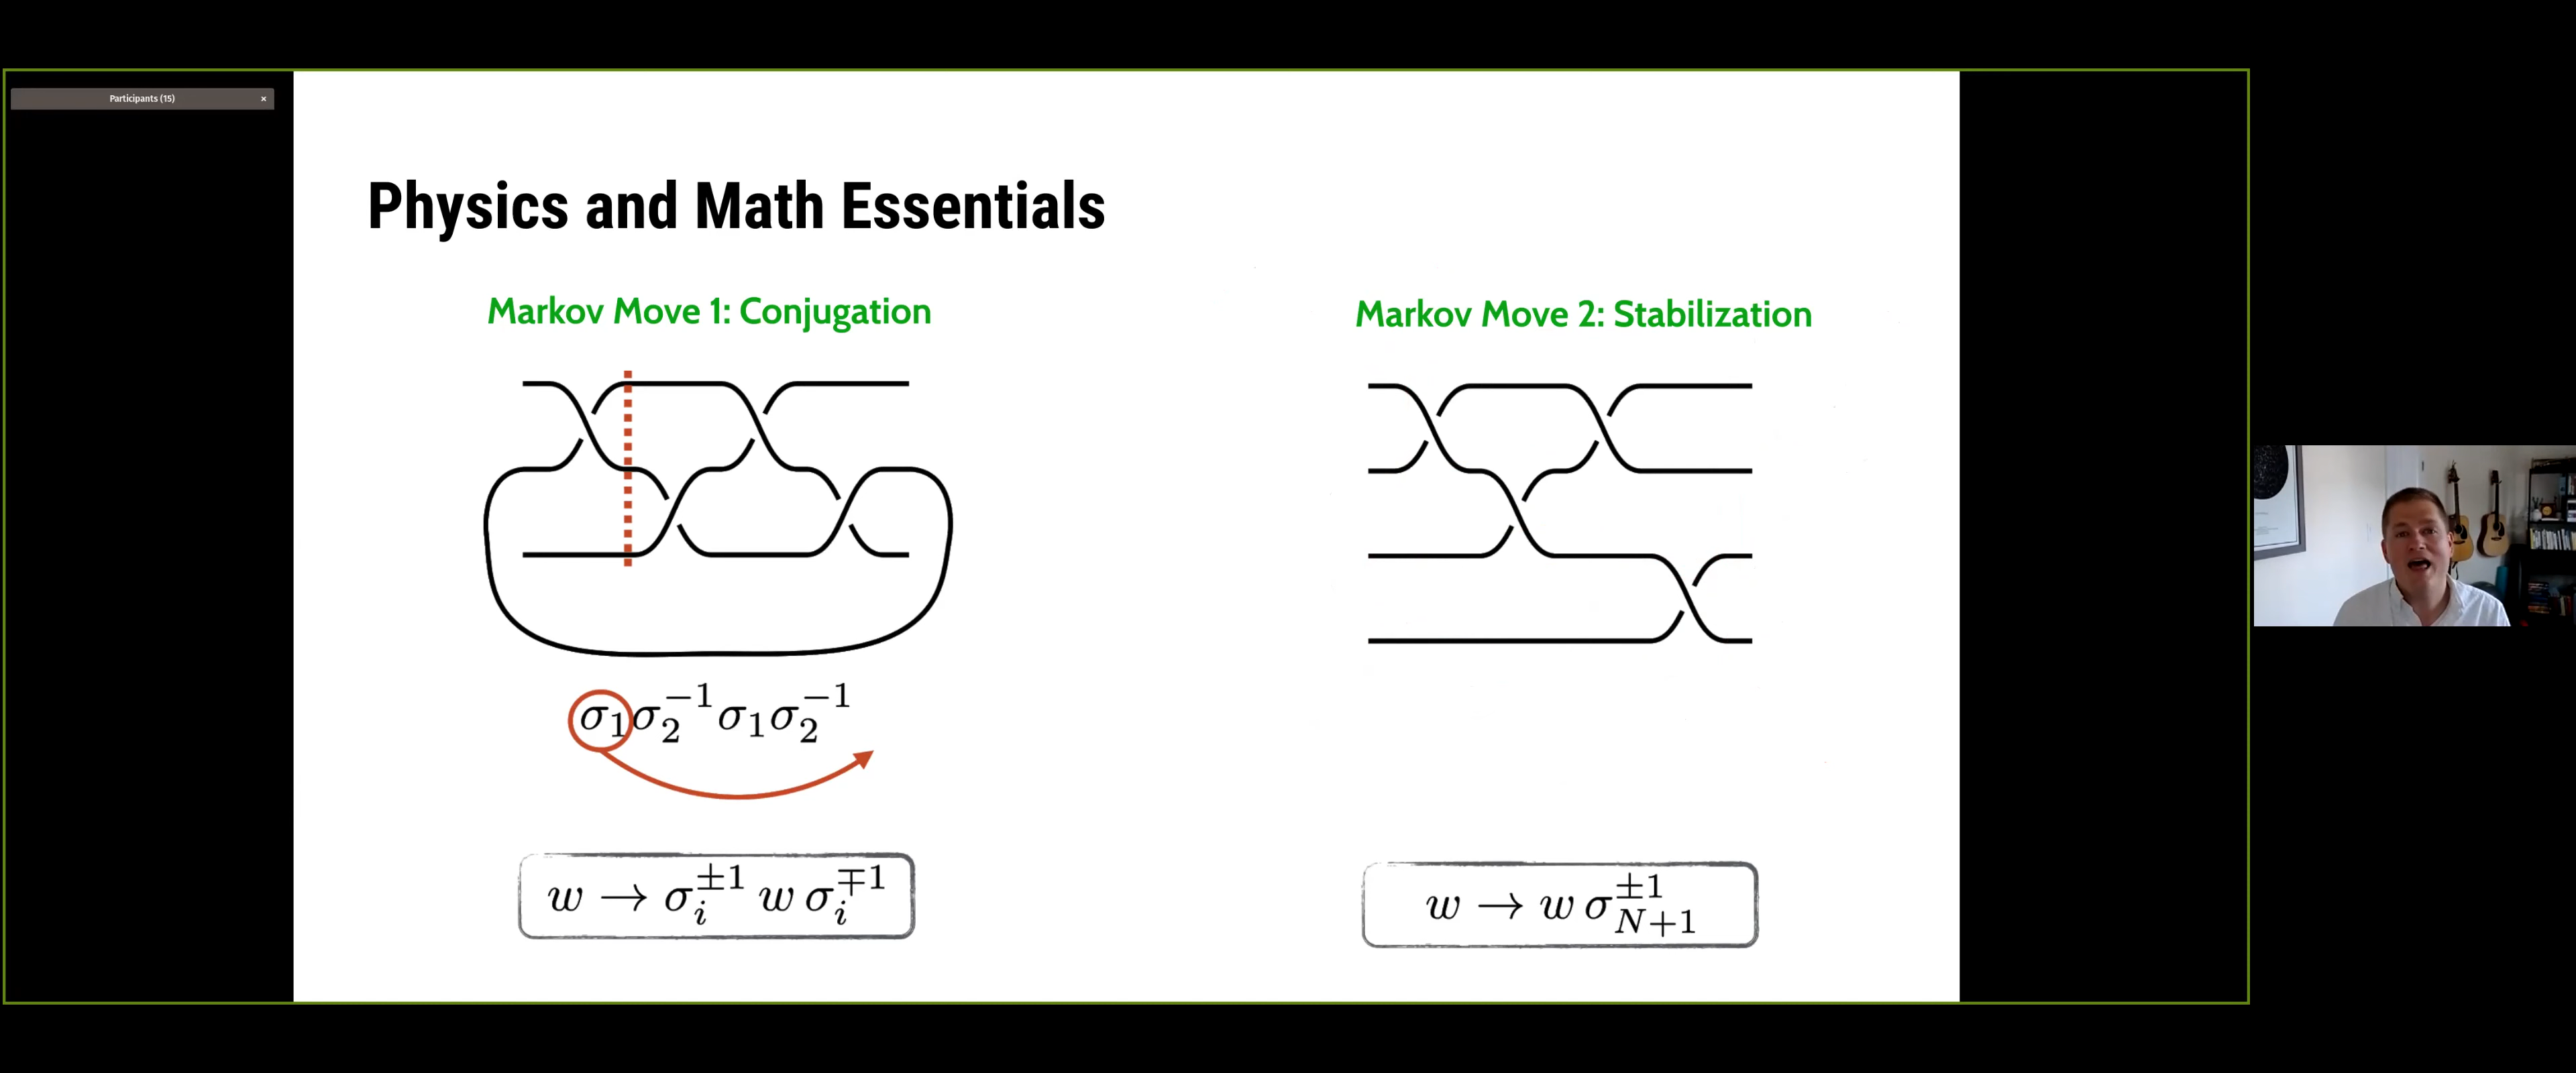 Participants (15) ×
Physics and Math Essentials
Markov Move 1: Conjugation
Markov Move 2: Stabilization
σ₁σ₂⁻¹σ₁σ₂⁻¹
w → σᵢ^{±1} w σᵢ^{∓1}
w → w σ_{N+1}^{±1}